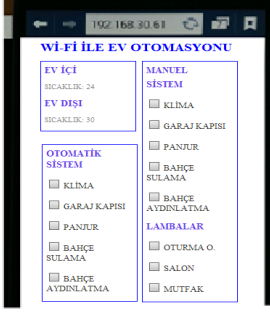 192.168.30.61
Wİ-Fİ İLE EV OTOMASYONU
EV İÇİ
SICAKLIK: 24
EV DIŞI
SICAKLIK: 30
OTOMATİK
SİSTEM
KLİMA
GARAJ KAPISI
PANJUR
BAHÇE
SULAMA
BAHÇE
AYDINLATMA
MANUEL
SİSTEM
KLİMA
GARAJ KAPISI
PANJUR
BAHÇE
SULAMA
BAHÇE
AYDINLATMA
LAMBALAR
OTURMA O.
SALON
MUTFAK